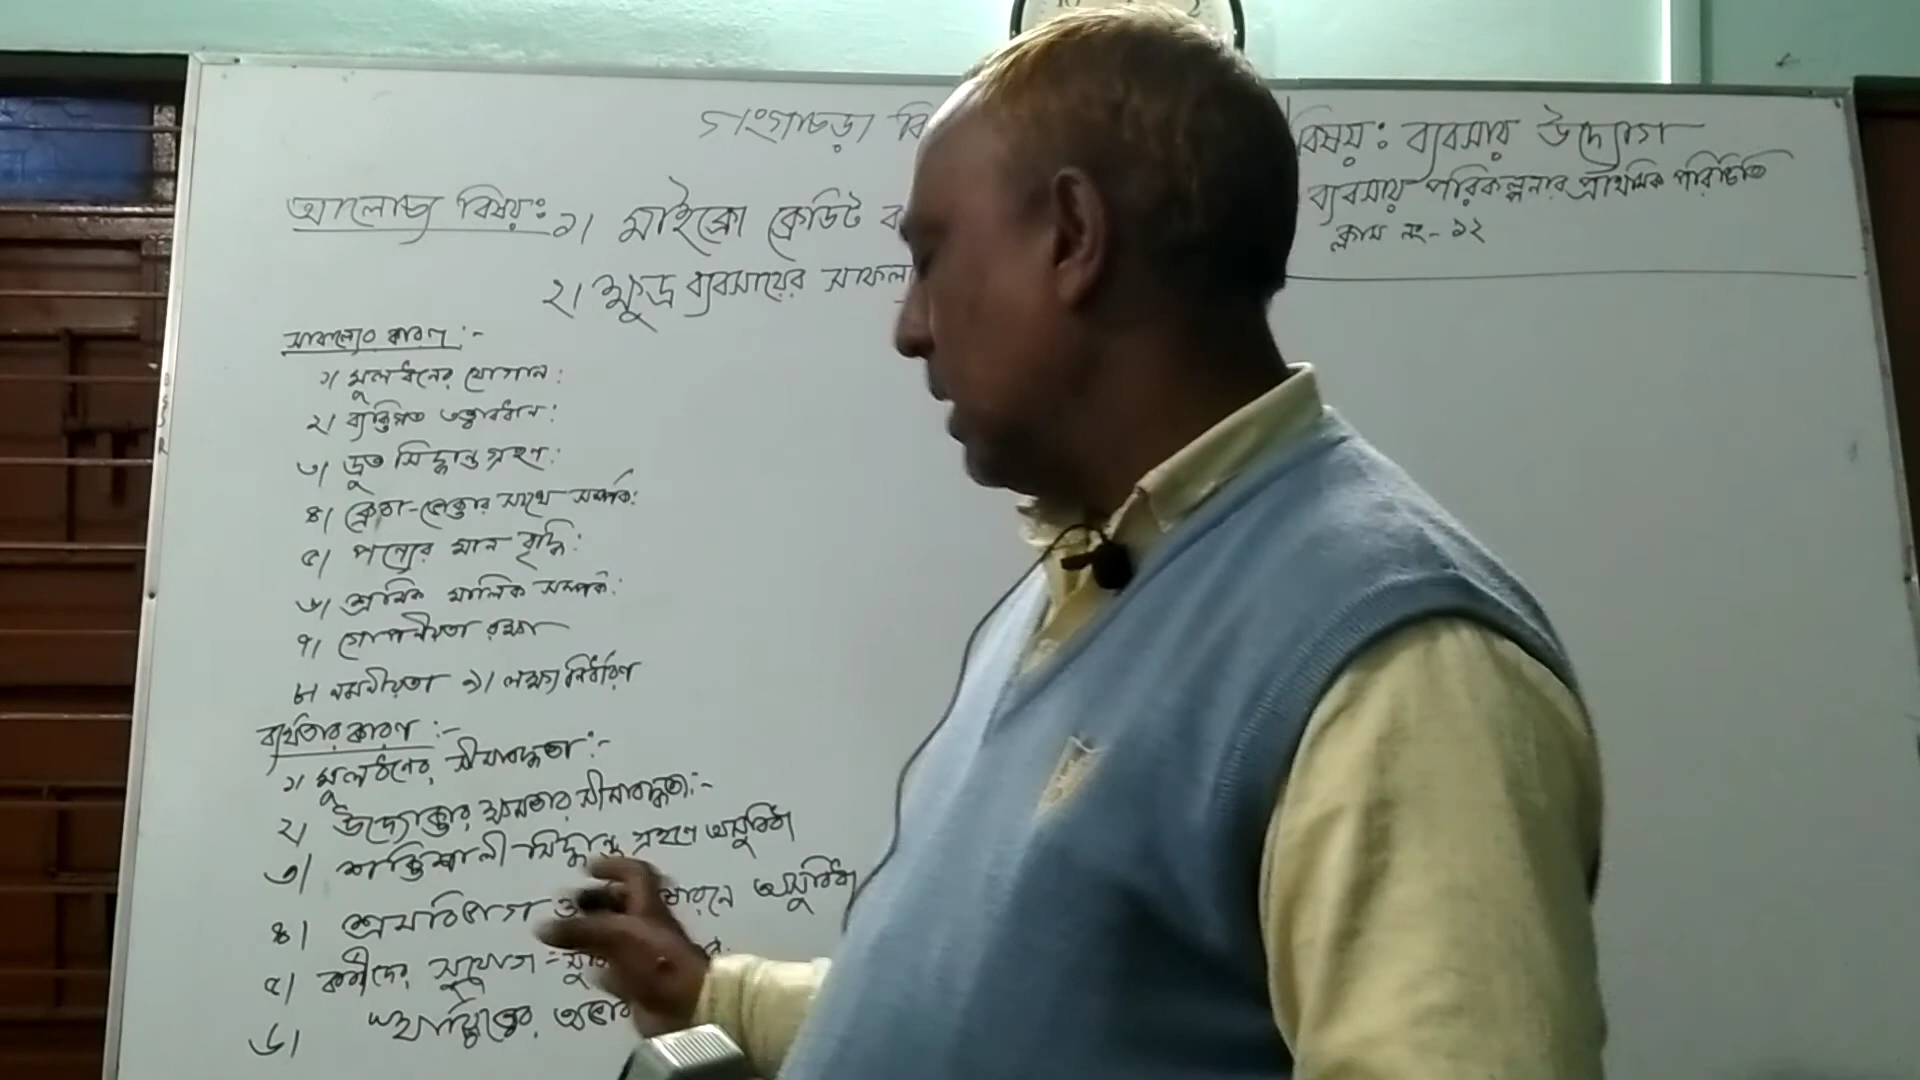 গংগাচড়া বি
বিষয়ঃ ব্যবসায় উদ্যোগ
ব্যবসায় পরিকল্পনার প্রাথমিক পরিচিতি
ক্লাস নং- ১২
আলোচ্য বিষয়ঃ ১। মাইক্রো ক্রেডিট
২। ক্ষুদ্র ব্যবসায়ের সাফল্য
সাফল্যের কারণ :-
১। মূলধনের যোগান :
২। ব্যক্তিগত তত্ত্বাবধান :
৩। দ্রুত সিদ্ধান্ত গ্রহণ :
৪। ক্রেতা-ভোক্তার সাথে সম্পর্ক :
৫। পণ্যের মান বৃদ্ধি :
৬। শ্রমিক মালিক সম্পর্ক :
৭। গোপনীয়তা রক্ষা
৮। নমনীয়তা ৯। লক্ষ্য নির্ধারণ
ব্যর্থতার কারণ :-
১। মূলধনের সীমাবদ্ধতা :-
২। উদ্যোক্তার ক্ষমতার সীমাবদ্ধতা :-
৩। শক্তিশালী সিদ্ধান্ত গ্রহণে অসুবিধা
৪। শ্রমবিভাগ অসুবিধা
৫। কর্মীদের সুযোগ-
৬। স্থায়িত্বের অভাব